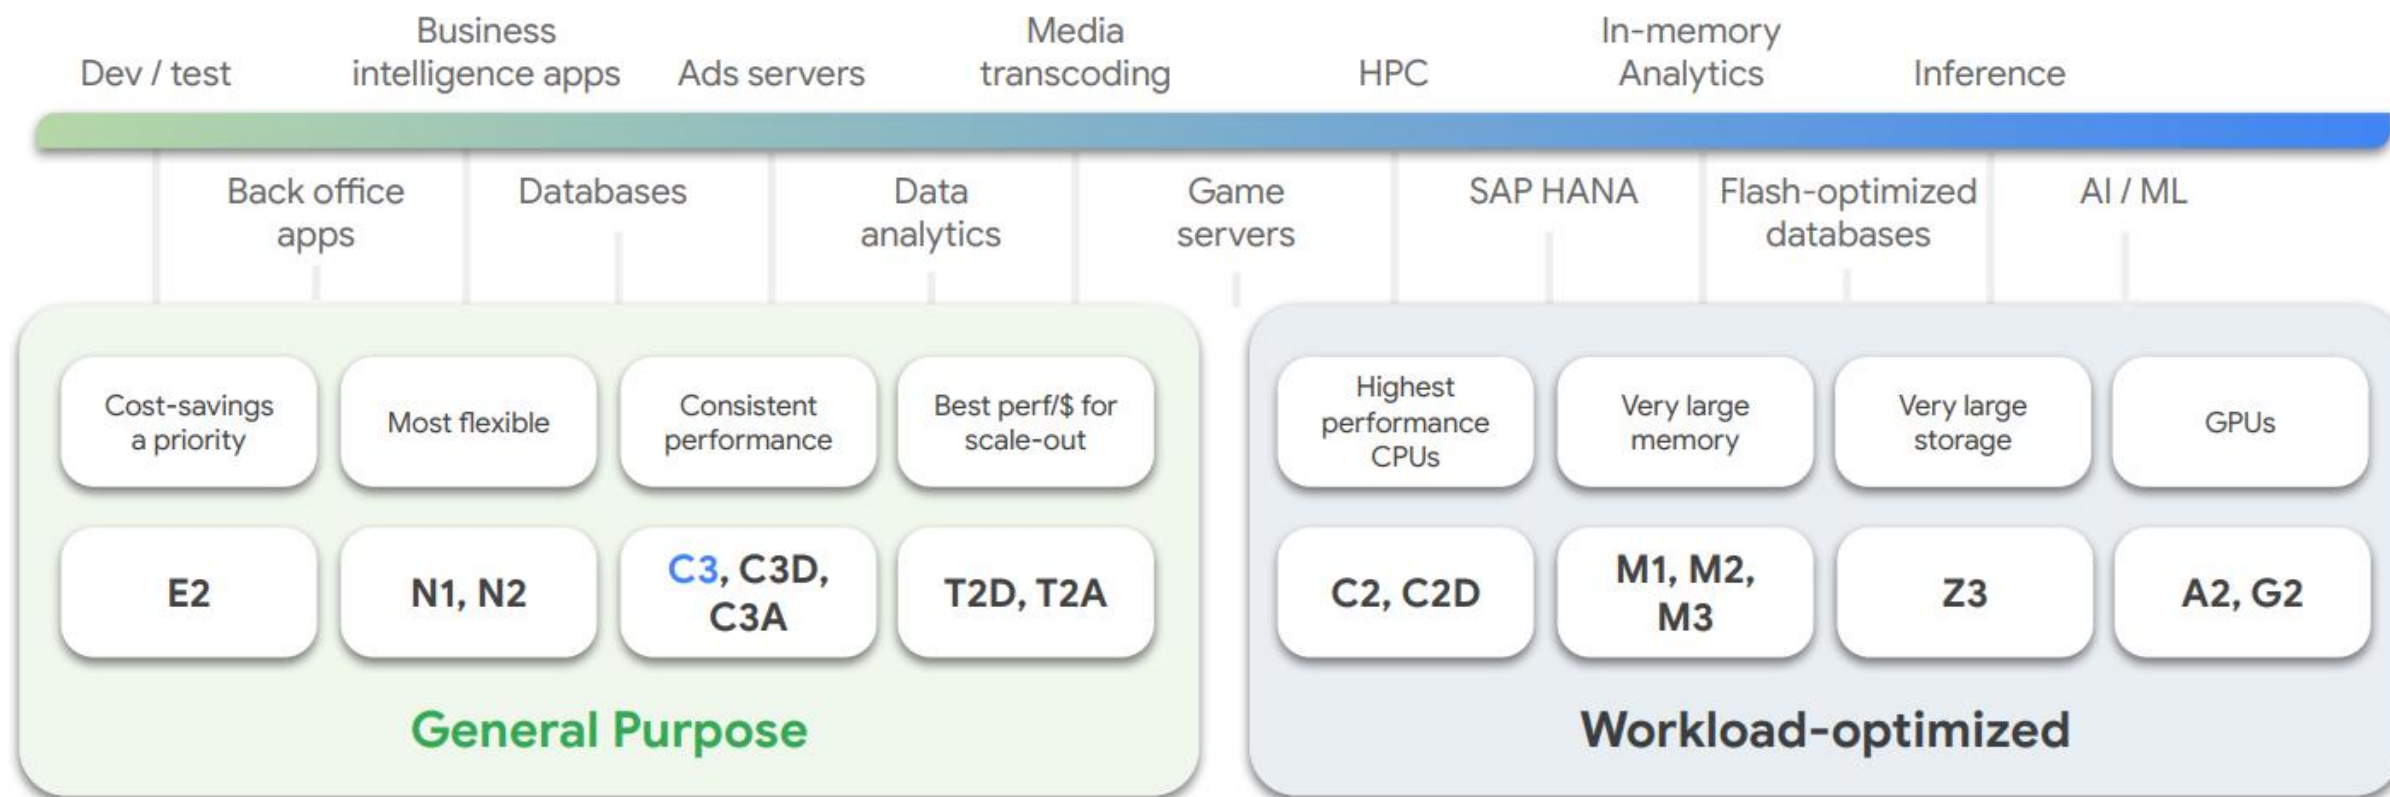 Dev / test
Business
intelligence apps
Ads servers
Media
transcoding
HPC
In-memory
Analytics
Inference
Back office
apps
Databases
Data
analytics
Game
servers
SAP HANA
Flash-optimized
databases
AI / ML
Cost-savings
a priority
Most flexible
Consistent
performance
Best perf/$ for
scale-out
Highest
performance
CPUs
Very large
memory
Very large
storage
GPUs
E2
N1, N2
C3, C3D,
C3A
T2D, T2A
C2, C2D
M1, M2,
M3
Z3
A2, G2
General Purpose
Workload-optimized